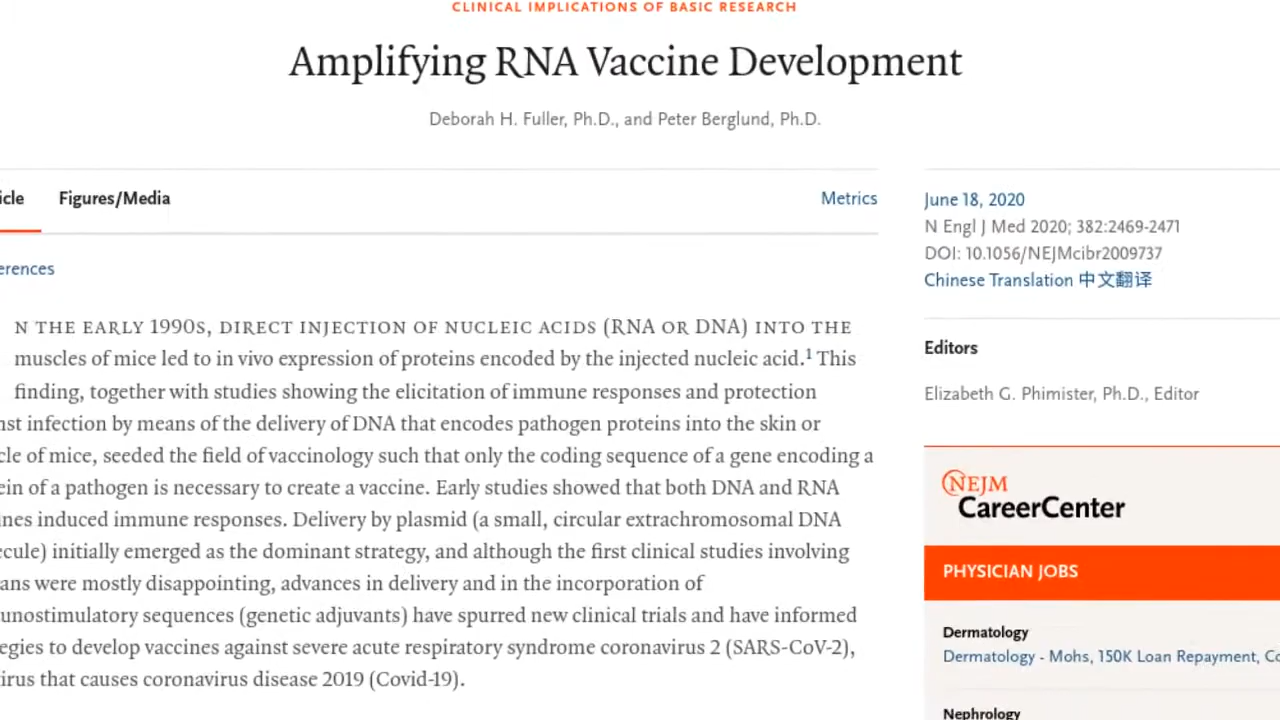 CLINICAL IMPLICATIONS OF BASIC RESEARCH
Amplifying RNA Vaccine Development
Deborah H. Fuller, Ph.D., and Peter Berglund, Ph.D.
icle Figures/Media Metrics
erences
N THE EARLY 1990S, DIRECT INJECTION OF NUCLEIC ACIDS (RNA OR DNA) INTO THE
muscles of mice led to in vivo expression of proteins encoded by the injected nucleic acid.1 This
finding, together with studies showing the elicitation of immune responses and protection
nst infection by means of the delivery of DNA that encodes pathogen proteins into the skin or
cle of mice, seeded the field of vaccinology such that only the coding sequence of a gene encoding a
ein of a pathogen is necessary to create a vaccine. Early studies showed that both DNA and RNA
ines induced immune responses. Delivery by plasmid (a small, circular extrachromosomal DNA
ecule) initially emerged as the dominant strategy, and although the first clinical studies involving
ans were mostly disappointing, advances in delivery and in the incorporation of
unostimulatory sequences (genetic adjuvants) have spurred new clinical trials and have informed
egies to develop vaccines against severe acute respiratory syndrome coronavirus 2 (SARS-CoV-2),
irus that causes coronavirus disease 2019 (Covid-19).
June 18, 2020
N Engl J Med 2020; 382:2469-2471
DOI: 10.1056/NEJMcibr2009737
Chinese Translation 中文翻译
Editors
Elizabeth G. Phimister, Ph.D., Editor
NEJM
CareerCenter
PHYSICIAN JOBS
Dermatology
Dermatology - Mohs, 150K Loan Repayment, Co
Nephrology